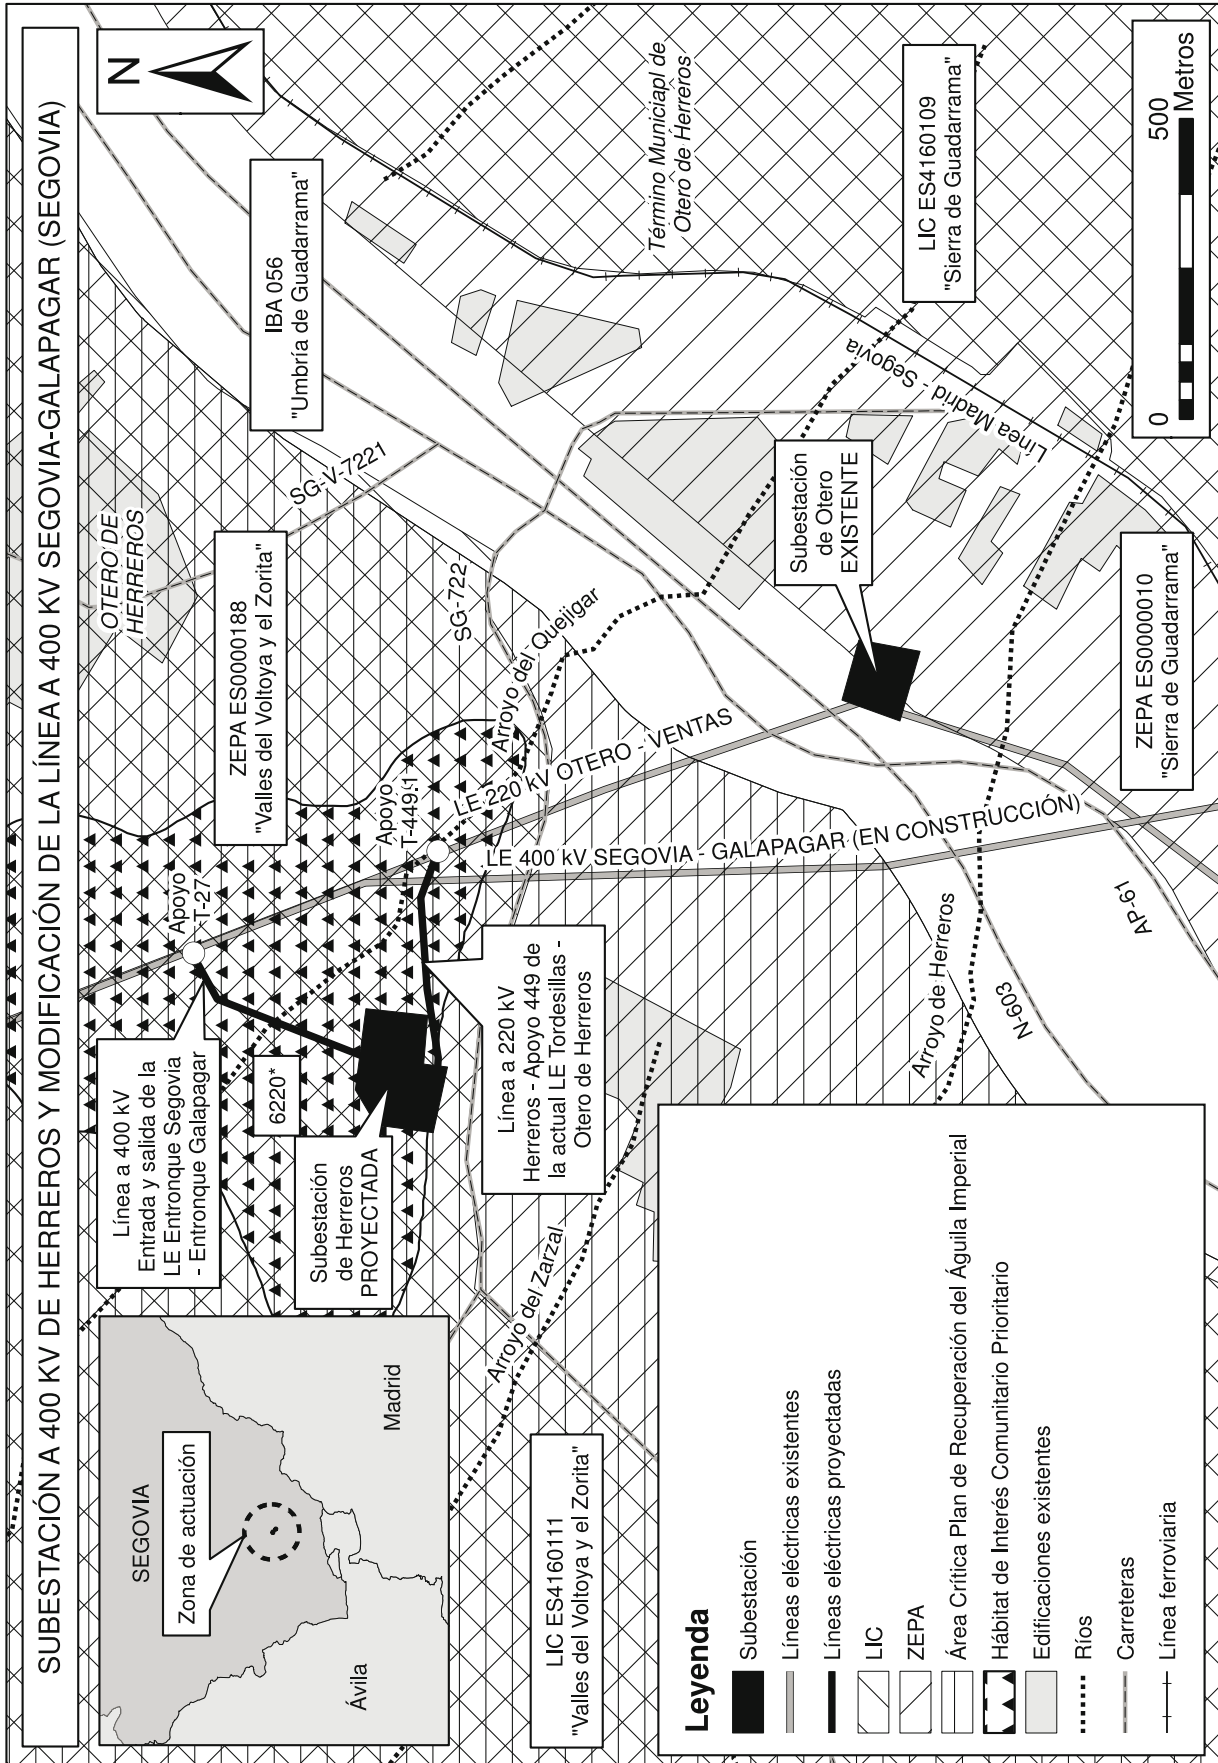 SUBESTACIÓN A 400 KV DE HERREROS Y MODIFICACIÓN DE LA LÍNEA A 400 KV SEGOVIA-GALAPAGAR (SEGOVIA)
N
SEGOVIA
Zona de actuación
Ávila
Madrid
Línea a 400 kV
Entrada y salida de la
LE Entronque Segovia
- Entronque Galapagar
6220*
Subestación
de Herreros
PROYECTADA
Apoyo
T-27
ZEPA ES0000188
"Valles del Voltoya y el Zorita"
OTERO DE
HERREROS
IBA 056
"Umbría de Guadarrama"
SG-V-7221
Apoyo
T-449.1
SG-722
Arroyo del Quejigar
LE 220 kV OTERO - VENTAS
LE 400 kV SEGOVIA - GALAPAGAR (EN CONSTRUCCIÓN)
Línea a 220 kV
Herreros - Apoyo 449 de
la actual LE Tordesillas -
Otero de Herreros
Arroyo del Zarzal
LIC ES4160111
"Valles del Voltoya y el Zorita"
Término Municiapl de
Otero de Herreros
Subestación
de Otero
EXISTENTE
Línea Madrid - Segovia
LIC ES4160109
"Sierra de Guadarrama"
Arroyo de Herreros
N-603
AP-61
ZEPA ES0000010
"Sierra de Guadarrama"
0
500
Metros
Leyenda
Subestación
Líneas eléctricas existentes
Líneas eléctricas proyectadas
LIC
ZEPA
Área Crítica Plan de Recuperación del Águila Imperial
Hábitat de Interés Comunitario Prioritario
Edificaciones existentes
Ríos
Carreteras
Línea ferroviaria